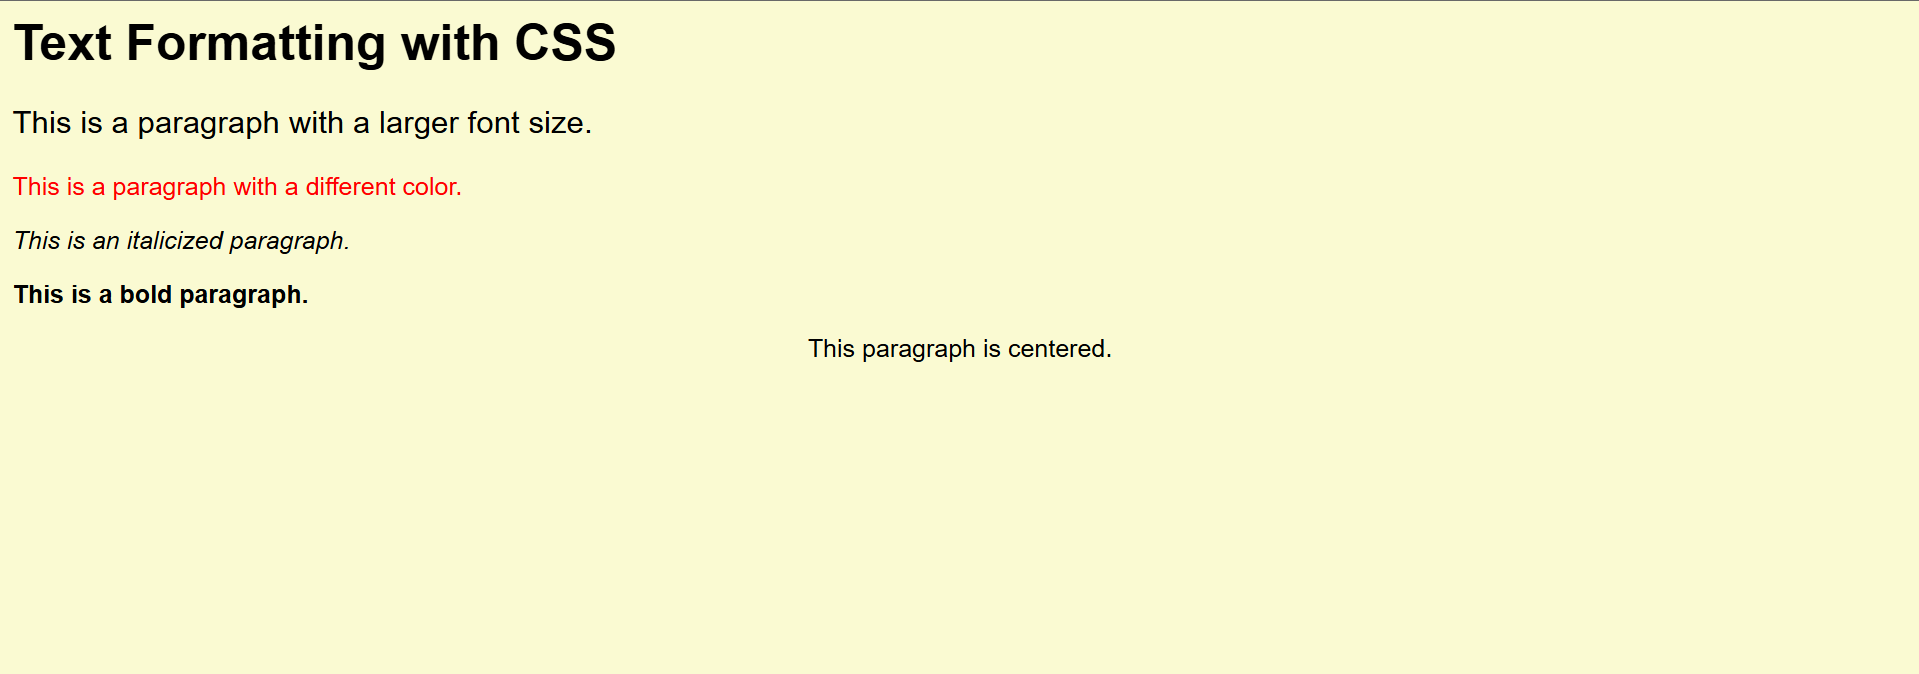 Text Formatting with CSS
This is a paragraph with a larger font size.
This is a paragraph with a different color.
This is an italicized paragraph.
This is a bold paragraph.
This paragraph is centered.